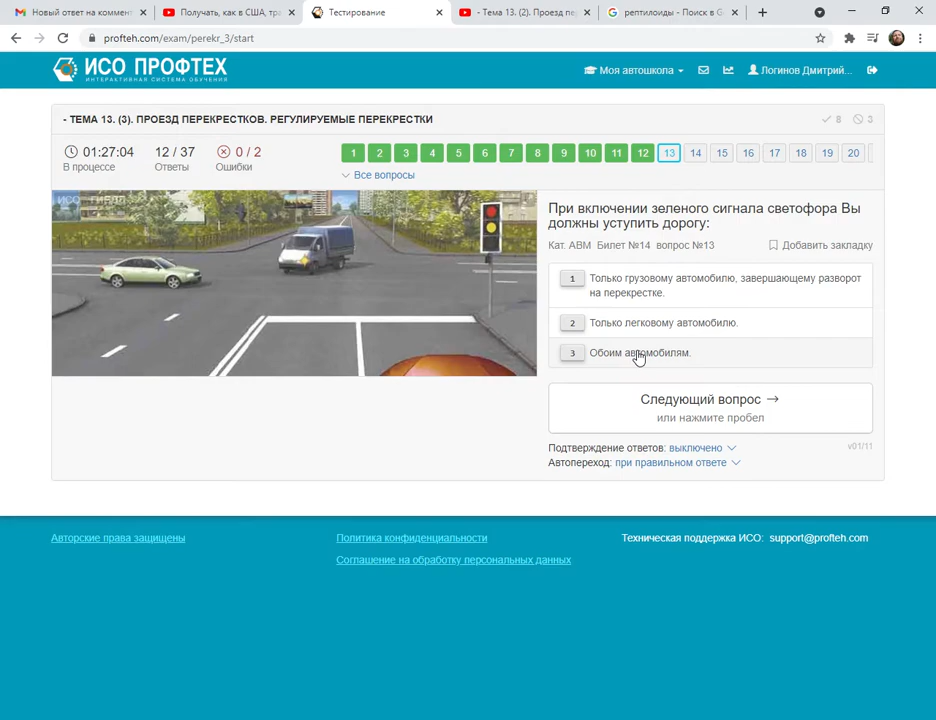 Новый ответ на коммент
Получать, как в США, тра
Тестирование
- Тема 13. (2). Проезд пе
рептилоиды - Поиск в G
profteh.com/exam/perekr_3/start
ИСО ПРОФТЕХ
ИНТЕРАКТИВНАЯ СИСТЕМА ОБУЧЕНИЯ
Моя автошкола
Логинов Дмитрий...
- ТЕМА 13. (3). ПРОЕЗД ПЕРЕКРЕСТКОВ. РЕГУЛИРУЕМЫЕ ПЕРЕКРЕСТКИ
8 3
01:27:04 12 / 37 0 / 2
В процессе Ответы Ошибки
1 2 3 4 5 6 7 8 9 10 11 12 13 14 15 16 17 18 19 20
Все вопросы
При включении зеленого сигнала светофора Вы
должны уступить дорогу:
Кат. АВМ Билет №14 вопрос №13 Добавить закладку
1 Только грузовому автомобилю, завершающему разворот
на перекрестке.
2 Только легковому автомобилю.
3 Обоим автомобилям.
Следующий вопрос →
или нажмите пробел
Подтверждение ответов: выключено
v01/11
Автопереход: при правильном ответе
Авторские права защищены
Политика конфиденциальности
Соглашение на обработку персональных данных
Техническая поддержка ИСО: support@profteh.com